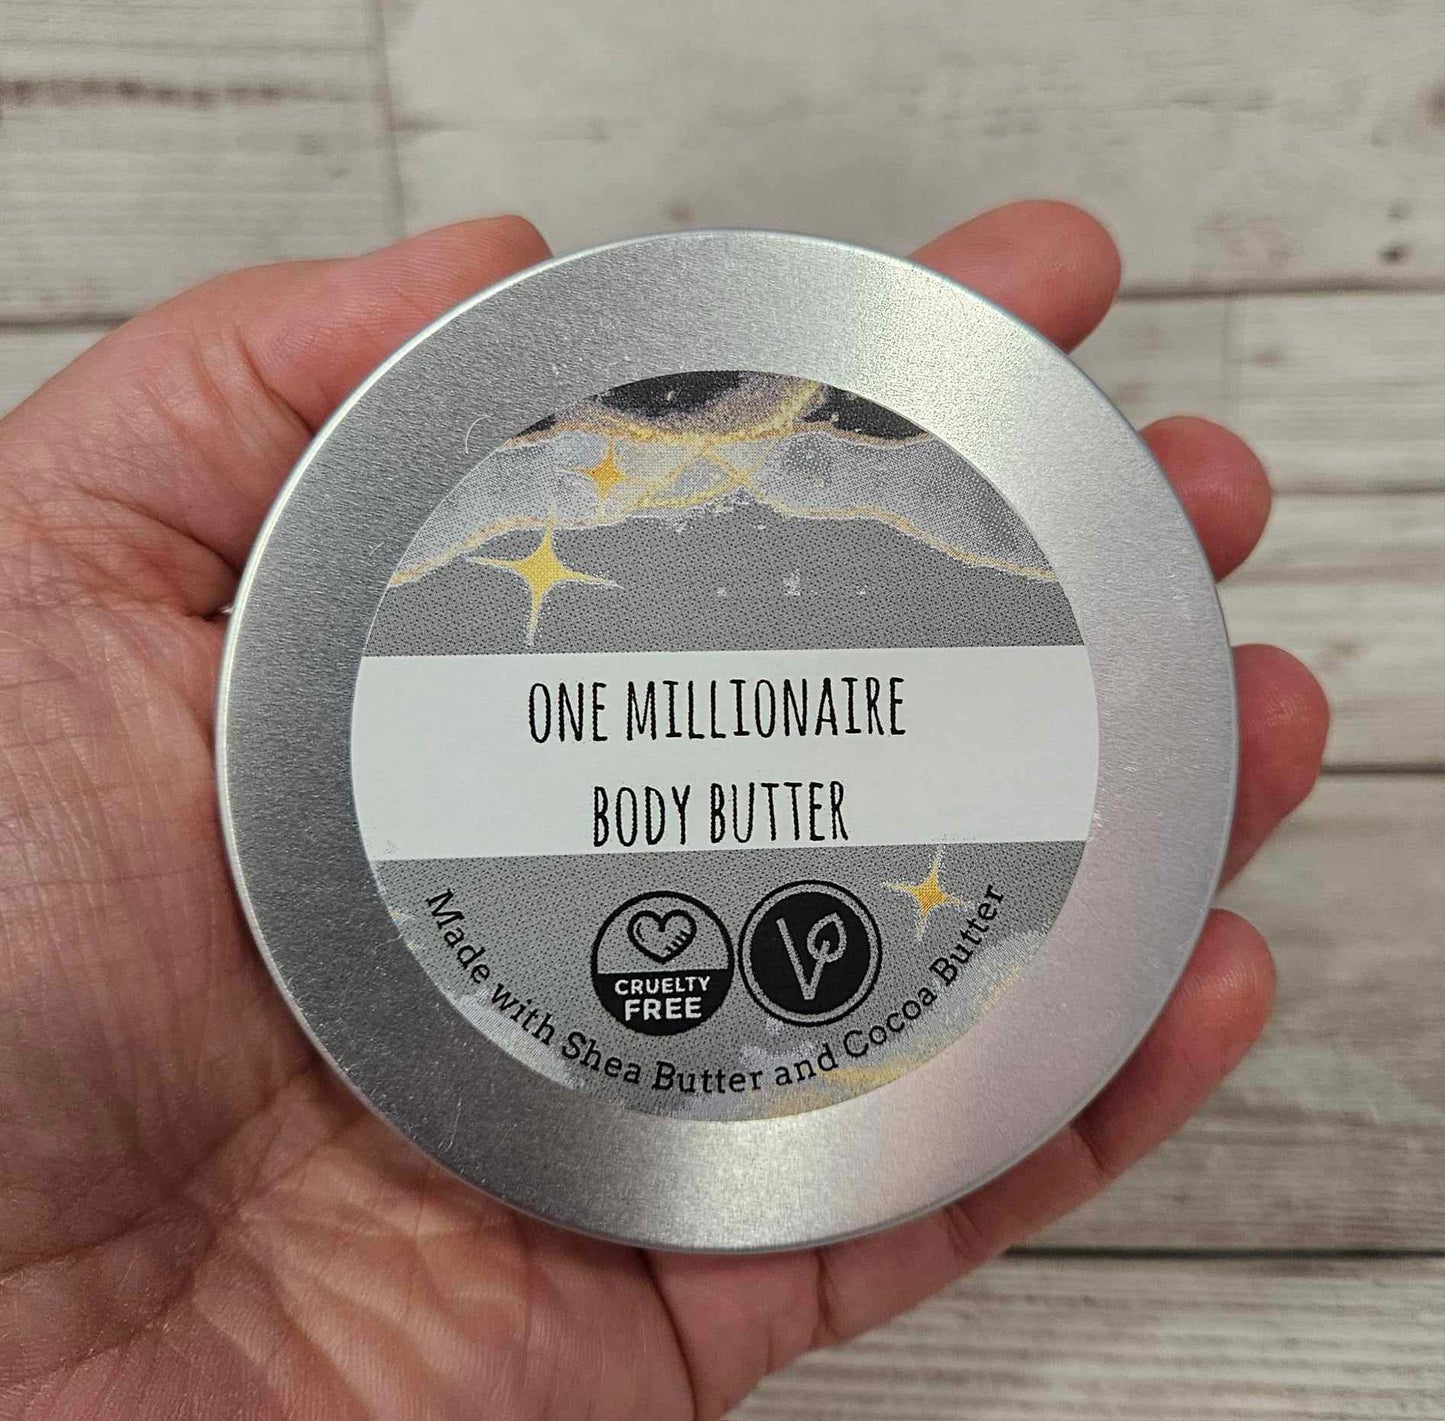 ONE MILLIONAIRE
BODY BUTTER
CRUELTY
FREE
Made with Shea Butter and Cocoa Butter